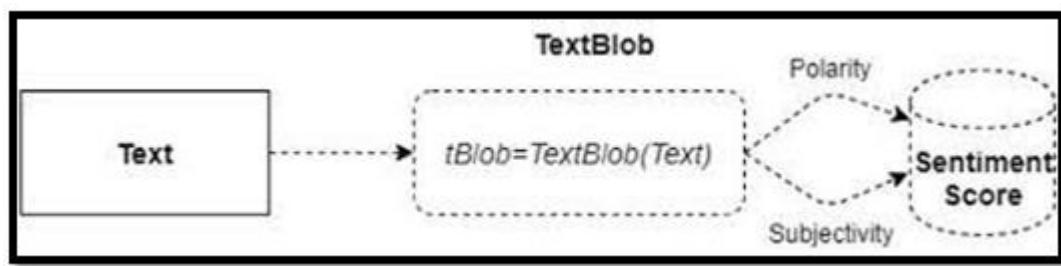 TextBlob
Polarity
Text
tBlob=TextBlob(Text)
Sentiment
Score
Subjectivity